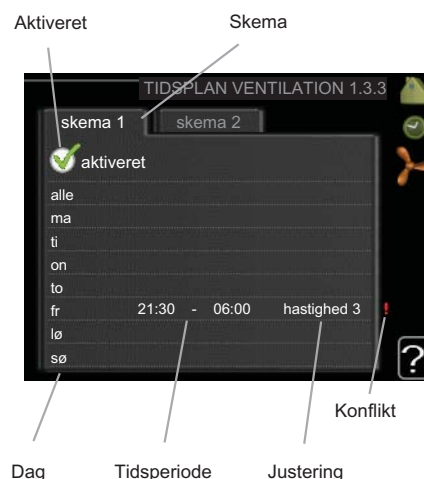 Aktiveret Skema
TIDSPLAN VENTILATION 1.3.3
skema 1 skema 2
aktiveret
alle
ma
ti
on
to
fr 21:30 - 06:00 hastighed 3 !
lø
sø
?
Konflikt
Dag Tidsperiode Justering